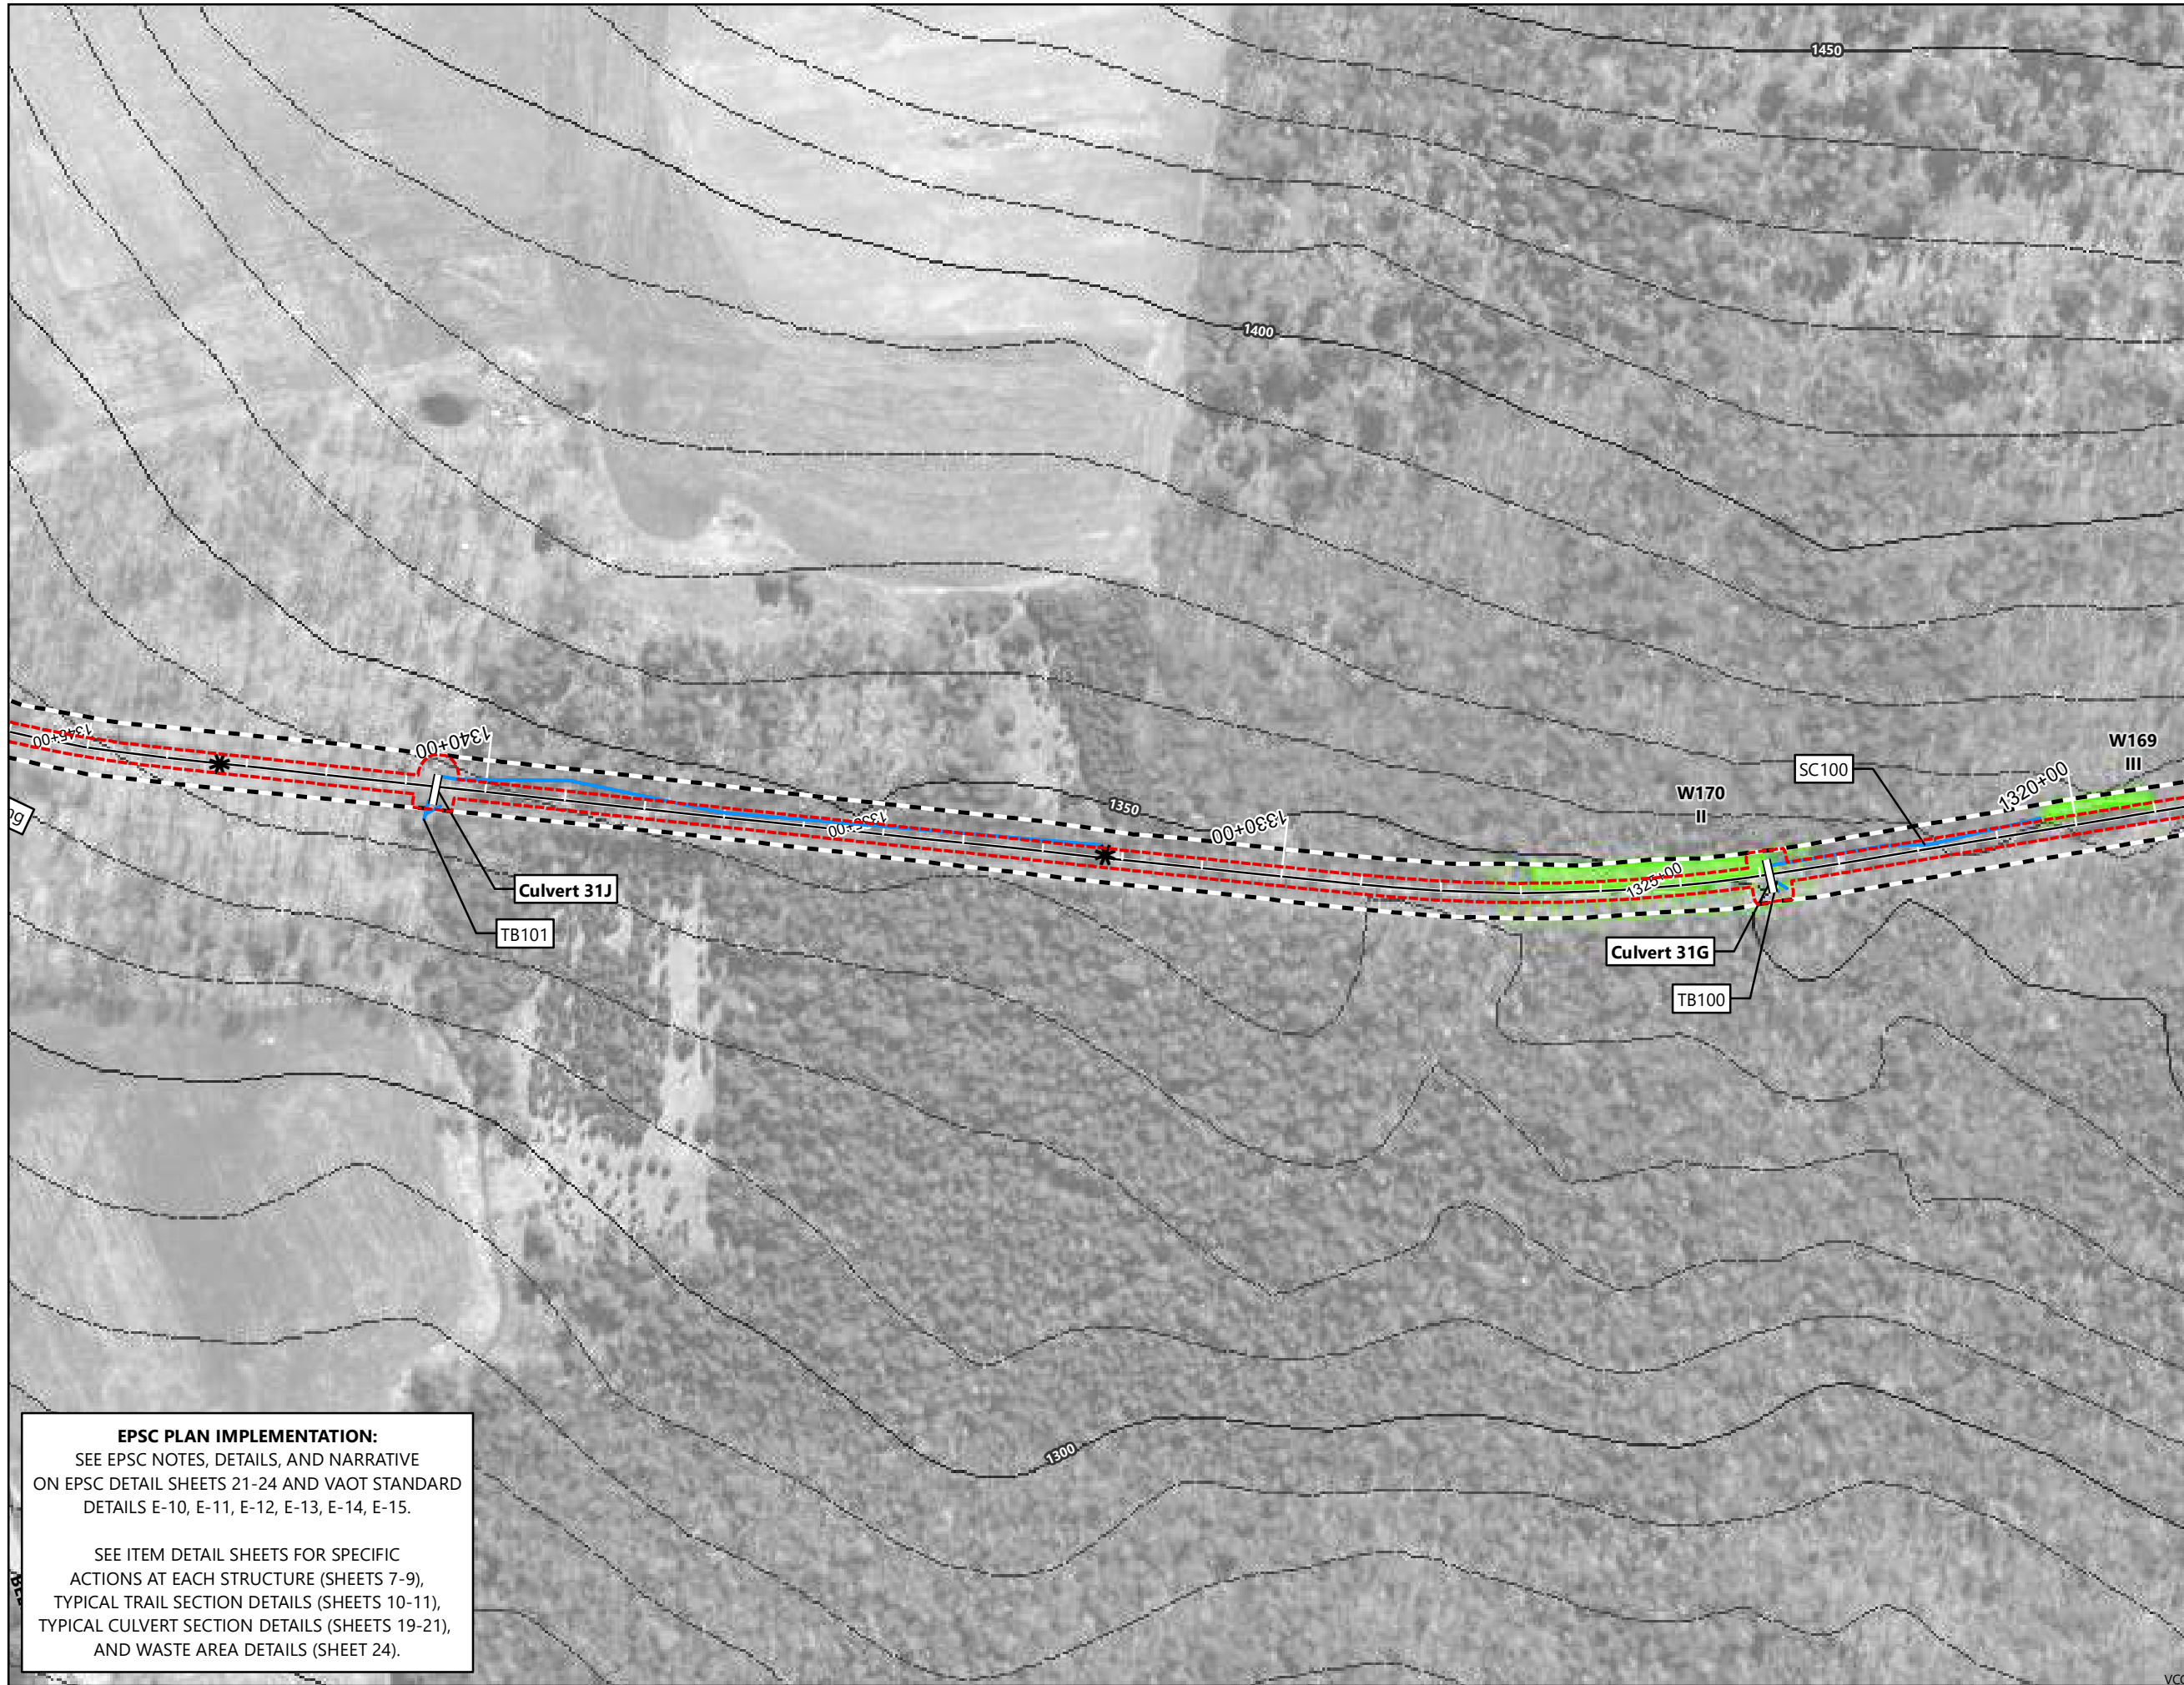 1450
1400
1345+00
1340+00
1335+00
1350
1330+00
1325+00
1320+00
W169
III
SC100
W170
II
Culvert 31J
TB101
Culvert 31G
TB100
1300
EPSC PLAN IMPLEMENTATION:
SEE EPSC NOTES, DETAILS, AND NARRATIVE
ON EPSC DETAIL SHEETS 21-24 AND VAOT STANDARD
DETAILS E-10, E-11, E-12, E-13, E-14, E-15.
SEE ITEM DETAIL SHEETS FOR SPECIFIC
ACTIONS AT EACH STRUCTURE (SHEETS 7-9),
TYPICAL TRAIL SECTION DETAILS (SHEETS 10-11),
TYPICAL CULVERT SECTION DETAILS (SHEETS 19-21),
AND WASTE AREA DETAILS (SHEET 24).